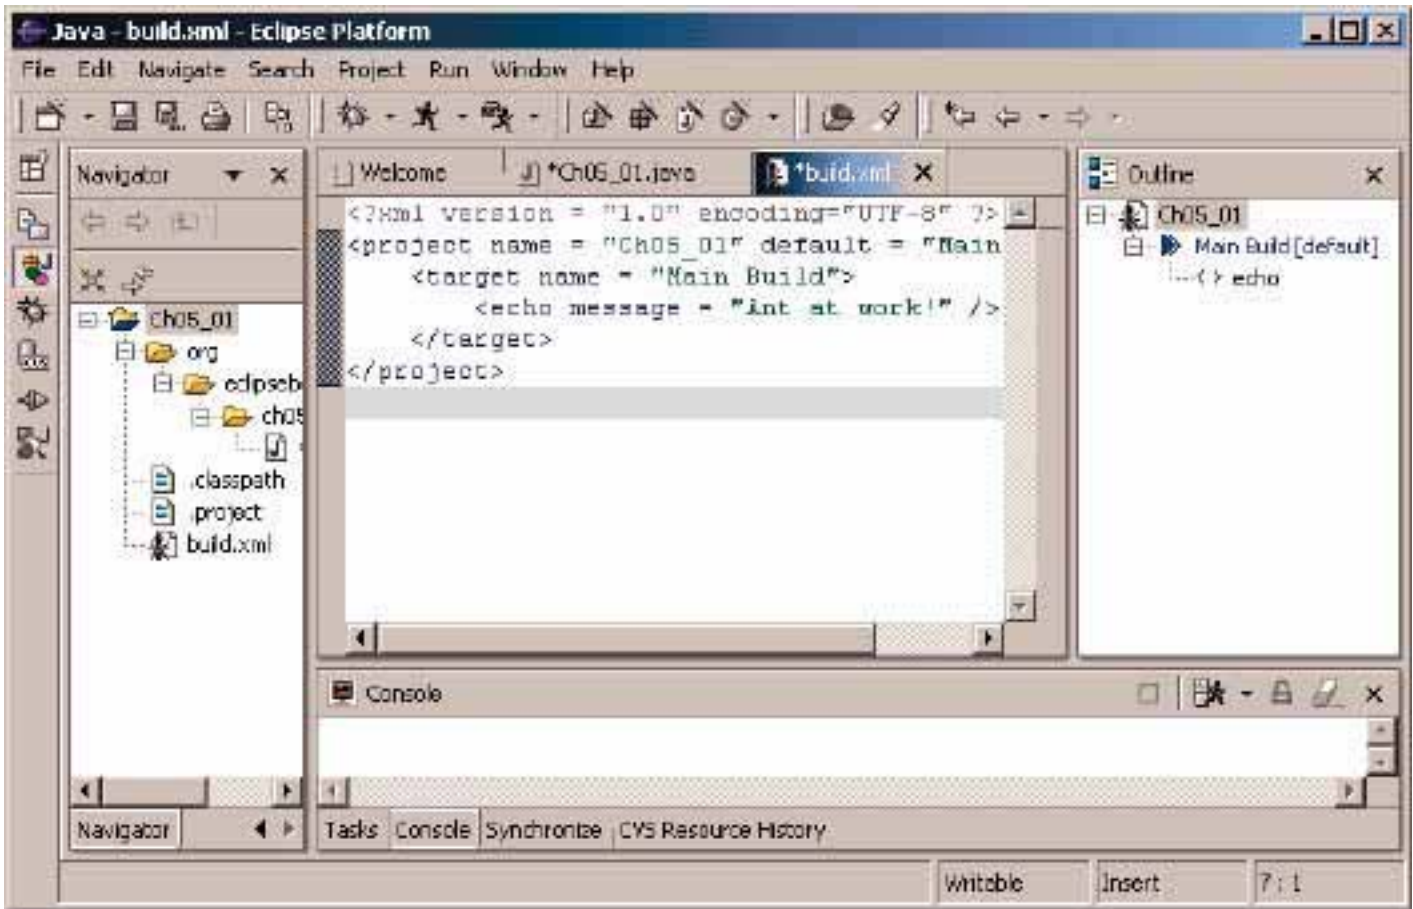 Java - build.xml - Eclipse Platform
File Edit Navigate Search Project Run Window Help
Navigator
Ch05_01
org
eclipseb
ch05
.classpath
.project
build.xml
Navigator
Welcome *Ch05_01.java *build.xml
<?xml version = "1.0" encoding="UTF-8" ?>
<project name = "Ch05_01" default = "Main
<target name = "Main Build">
<echo message = "Ant at work!" />
</target>
</project>
Outline
Ch05_01
Main Build [default]
echo
Console
Tasks Console Synchronize CVS Resource History
Writable Insert 7 : 1